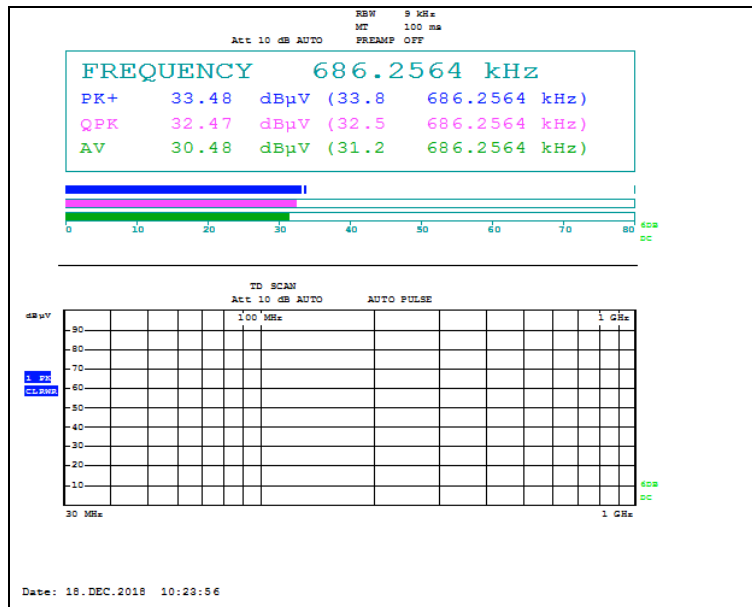 RBW 9 kHz
MT 100 ms
Att 10 dB AUTO PREAMP OFF
FREQUENCY 686.2564 kHz
PK+ 33.48 dBµV (33.8 686.2564 kHz)
QPK 32.47 dBµV (32.5 686.2564 kHz)
AV 30.48 dBµV (31.2 686.2564 kHz)
0 10 20 30 40 50 60 70 80
6DB
DC
TD SCAN
Att 10 dB AUTO AUTO PULSE
dBµV
100 MHz 1 GHz
90
80
70
1 PK
60
CLRWR
50
40
30
20
10
6DB
DC
30 MHz 1 GHz
Date: 18.DEC.2018 10:23:56